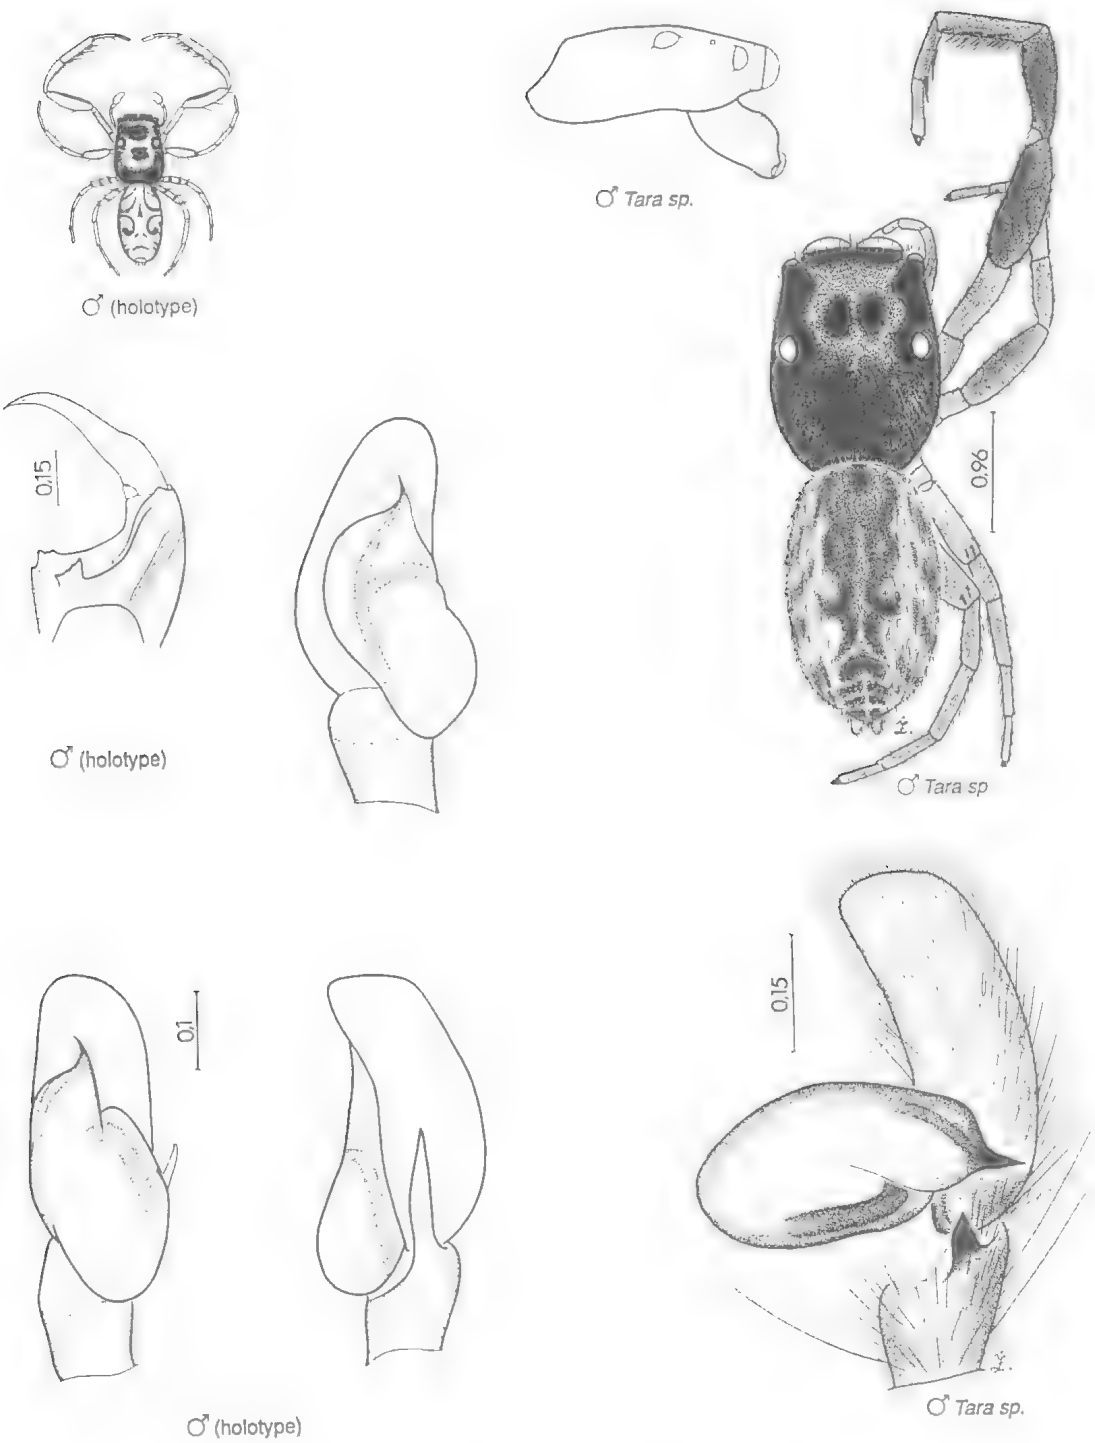 ♂ (holotype)
♂ Tara sp.
0,96
0,15
♂ (holotype)
♂ Tara sp
0,1
0,15
♂ (holotype)
♂ Tara sp.